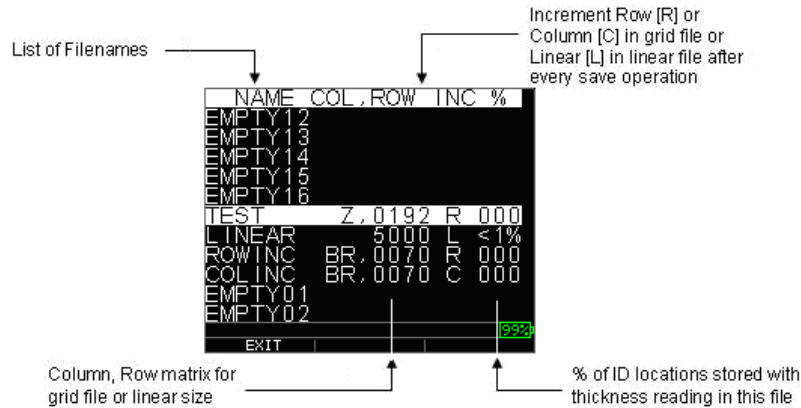 List of Filenames
Increment Row [R] or
Column [C] in grid file or
Linear [L] in linear file after
every save operation
NAME COL,ROW INC %
EMPTY12
EMPTY13
EMPTY14
EMPTY15
EMPTY16
TEST Z,0192 R 000
LINEAR 5000 L <1%
ROWINC BR,0070 R 000
COLINC BR,0070 C 000
EMPTY01
EMPTY02
99%
EXIT
Column, Row matrix for
grid file or linear size
% of ID locations stored with
thickness reading in this file